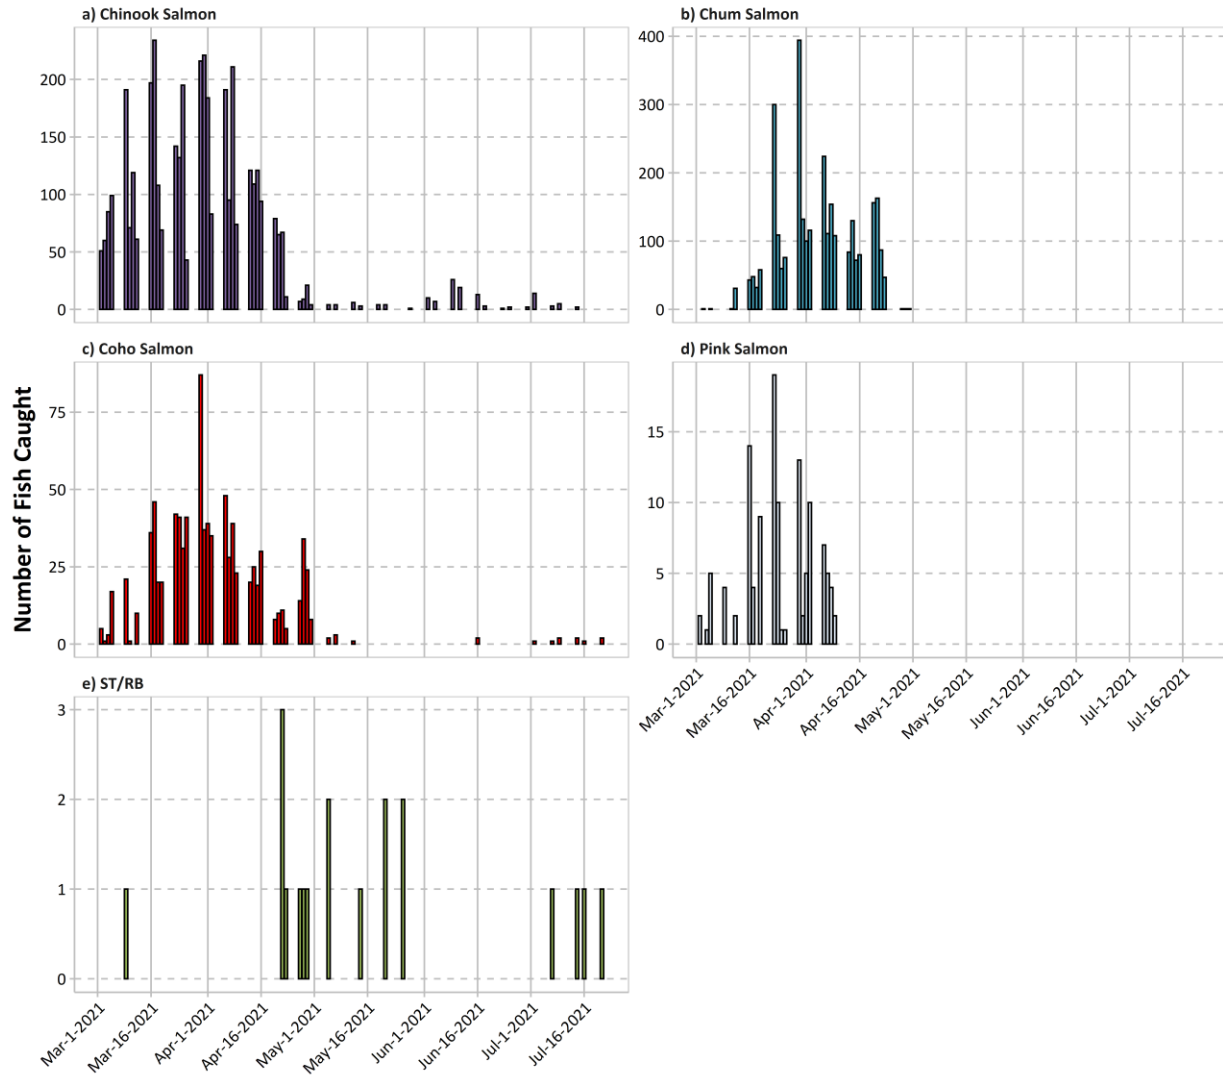 a) Chinook Salmon
200
150
100
50
0
b) Chum Salmon
400
300
200
100
0
Number of Fish Caught
c) Coho Salmon
75
50
25
0
d) Pink Salmon
15
10
5
0
Mar-1-2021
Mar-16-2021
Apr-1-2021
Apr-16-2021
May-1-2021
May-16-2021
Jun-1-2021
Jun-16-2021
Jul-1-2021
Jul-16-2021
e) ST/RB
3
2
1
0
Mar-1-2021
Mar-16-2021
Apr-1-2021
Apr-16-2021
May-1-2021
May-16-2021
Jun-1-2021
Jun-16-2021
Jul-1-2021
Jul-16-2021